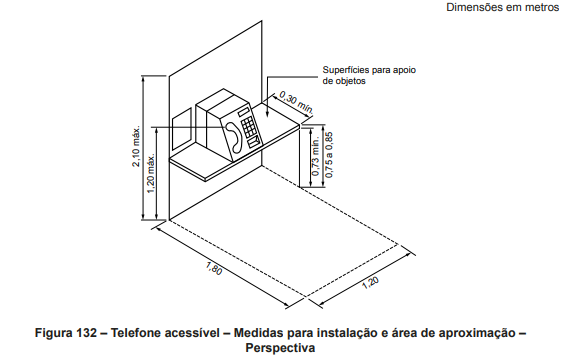 Dimensões em metros
Superfícies para apoio
de objetos
0,30 mín.
2,10 máx.
1,20 máx.
0,73 mín.
0,75 a 0,85
1,80
1,20
Figura 132 – Telefone acessível – Medidas para instalação e área de aproximação –
Perspectiva